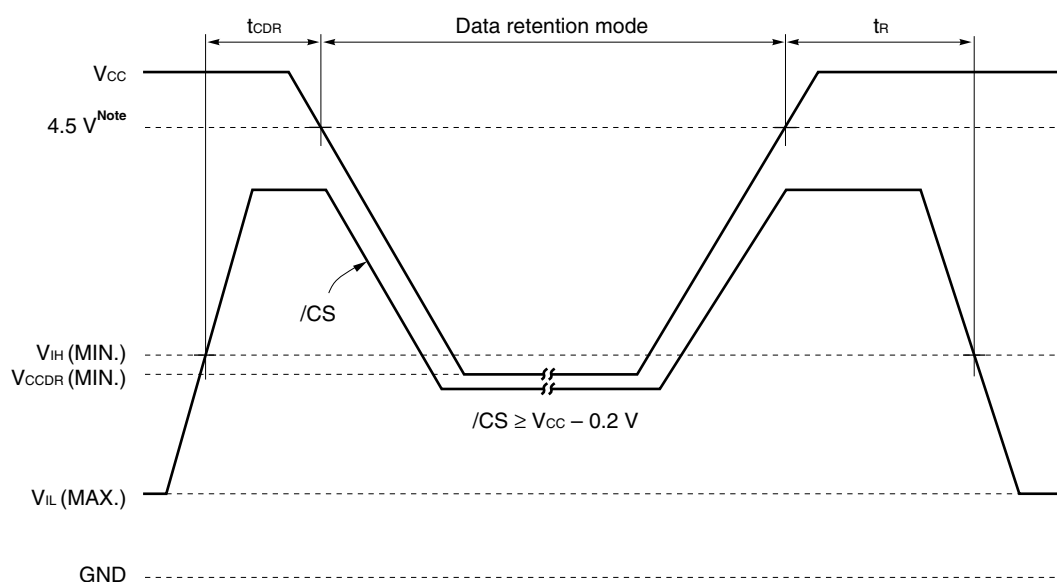 tCDR Data retention mode tR
VCC
4.5 V Note
/CS
VIH (MIN.)
VCCDR (MIN.)
/CS ≥ VCC – 0.2 V
VIL (MAX.)
GND